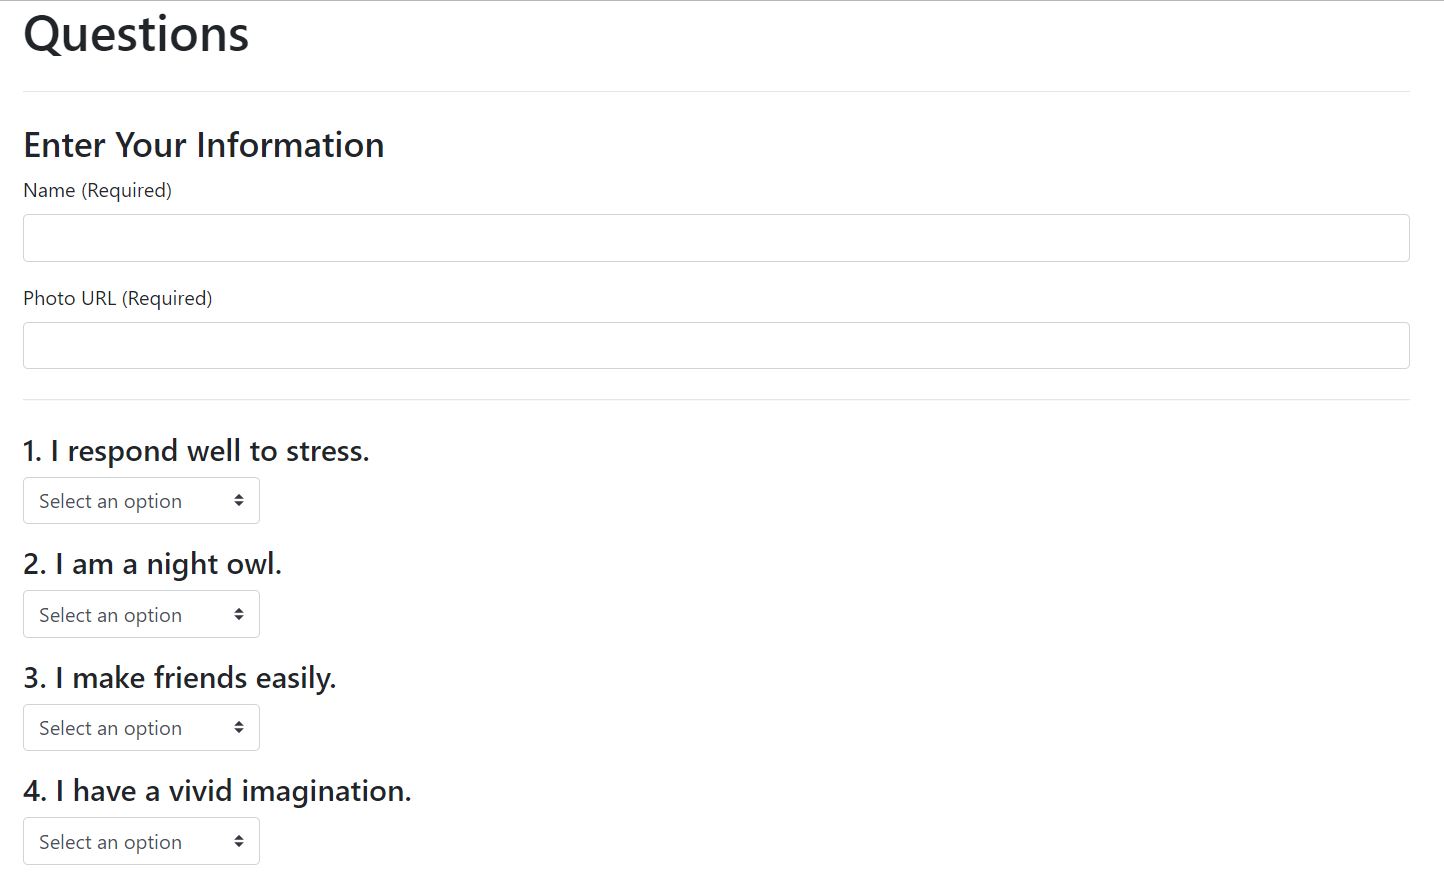 Questions
Enter Your Information
Name (Required)
Photo URL (Required)
1. I respond well to stress.
Select an option
2. I am a night owl.
Select an option
3. I make friends easily.
Select an option
4. I have a vivid imagination.
Select an option